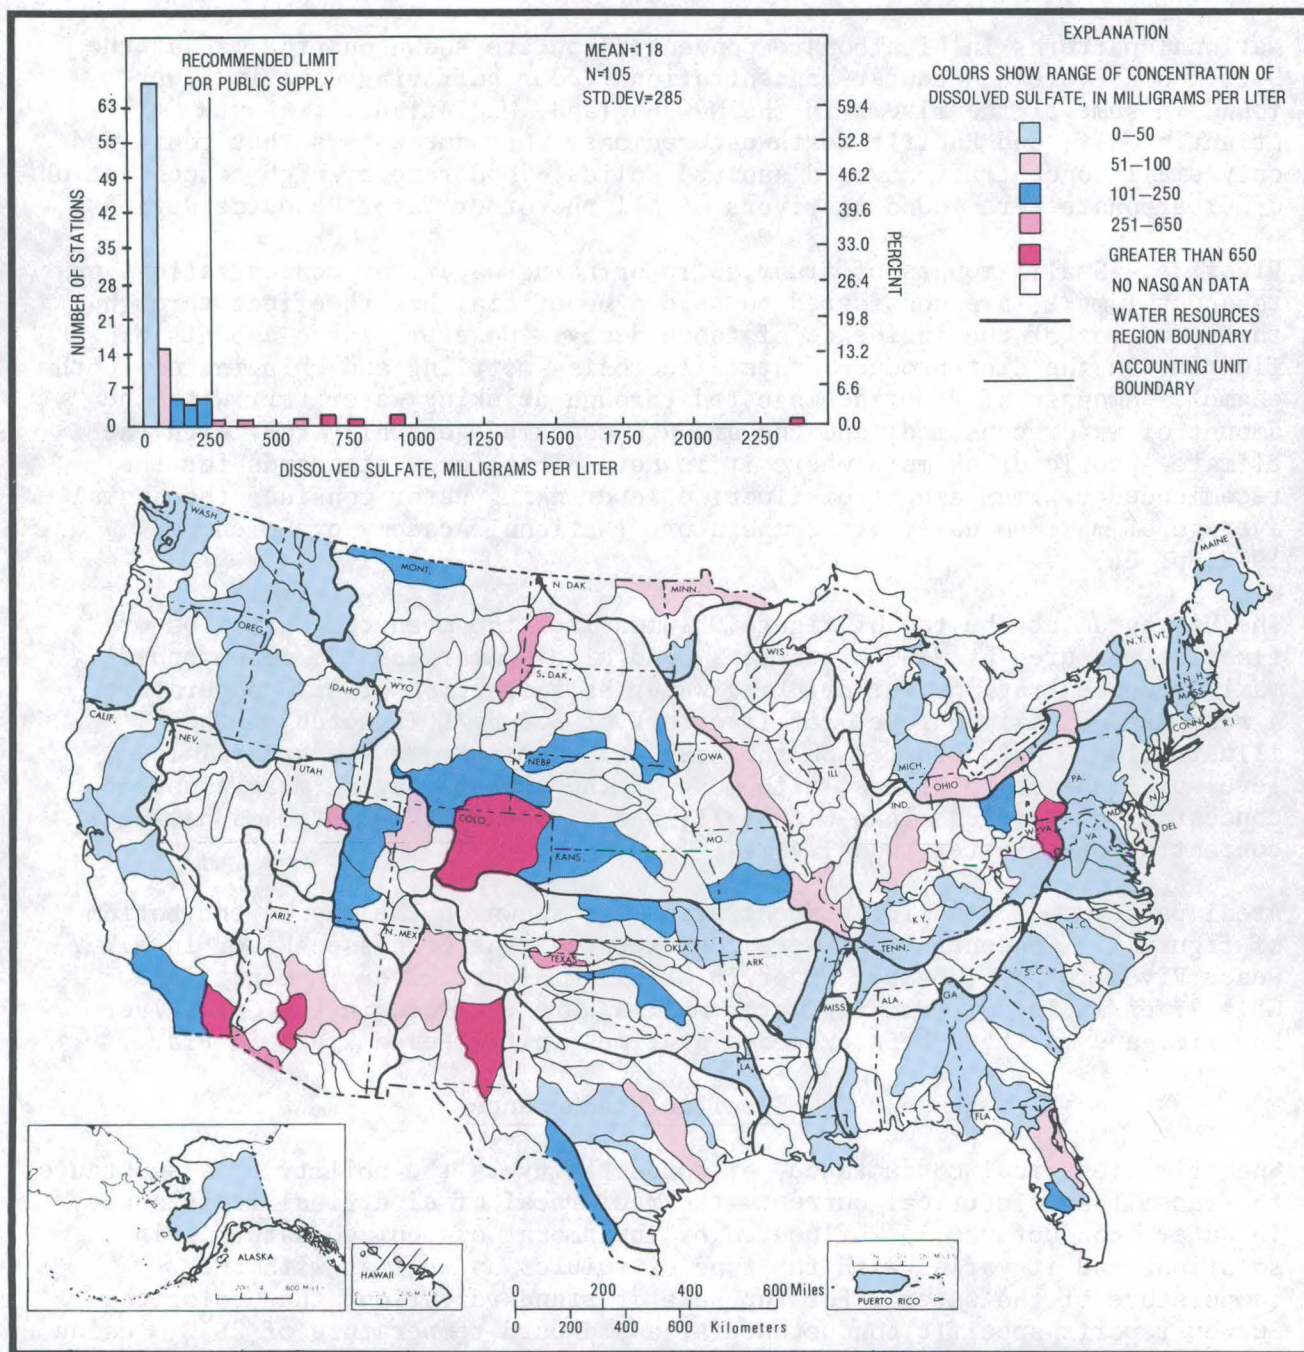 RECOMMENDED LIMIT
FOR PUBLIC SUPPLY
MEAN=118
N=105
STD.DEV=285
NUMBER OF STATIONS
63
55
49
42
35
28
21
14
7
59.4
52.8
46.2
39.6
33.0
26.4
19.8
13.2
6.6
0.0
PERCENT
0 250 500 750 1000 1250 1500 1750 2000 2250
DISSOLVED SULFATE, MILLIGRAMS PER LITER
EXPLANATION
COLORS SHOW RANGE OF CONCENTRATION OF
DISSOLVED SULFATE, IN MILLIGRAMS PER LITER
0—50
51—100
101—250
251—650
GREATER THAN 650
NO NASQAN DATA
WATER RESOURCES
REGION BOUNDARY
ACCOUNTING UNIT
BOUNDARY
WASH
MONT.
N. DAK
MINN.
MAINE
OREG.
IDAHO
WYO
S. DAK.
WIS.
N.Y.
VT.
N.H.
MASS.
CONN.
R.I.
CALIF.
NEV.
UTAH
NEBR.
IOWA
ILL
MICH.
OHIO
PA.
N.J.
IND.
COLO.
KANS.
MO.
W.VA
VA
MD.
DEL
KY.
ARIZ.
N. MEX
TEXAS
OKLA.
ARK.
TENN.
N.C.
S.C.
MISS.
ALA.
GA
LA.
FLA
ALASKA
600 MILES
HAWAII
PUERTO RICO
0 200 400 600 Miles
0 200 400 600 Kilometers